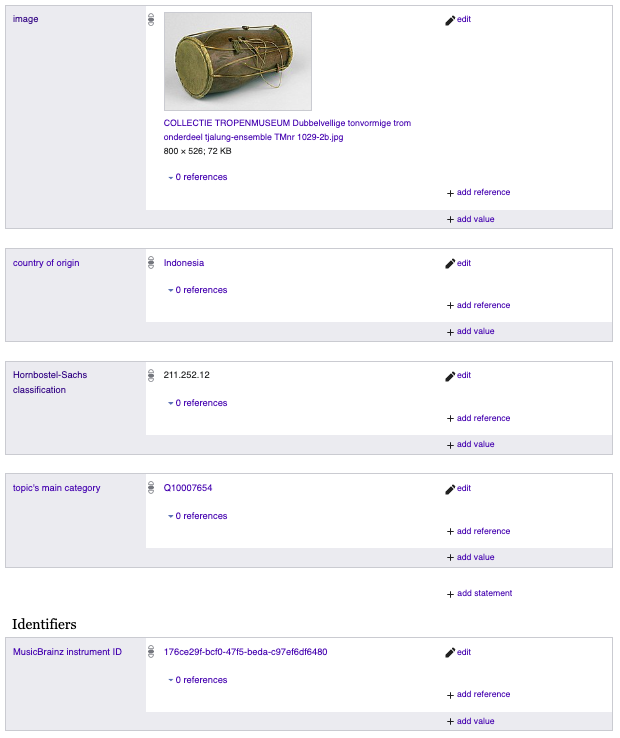 image
edit
COLLECTIE TROPENMUSEUM Dubbelvellige tonvormige trom
onderdeel tjalung-ensemble TMnr 1029-2b.jpg
800 × 526; 72 KB
0 references
+ add reference
+ add value
country of origin
Indonesia
edit
0 references
+ add reference
+ add value
Hornbostel-Sachs
classification
211.252.12
edit
0 references
+ add reference
+ add value
topic's main category
Q10007654
edit
0 references
+ add reference
+ add value
+ add statement
Identifiers
MusicBrainz instrument ID
176ce29f-bcf0-47f5-beda-c97ef6df6480
edit
0 references
+ add reference
+ add value